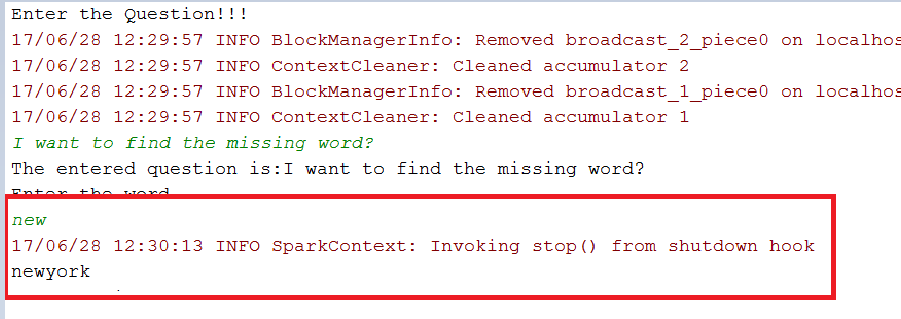 Enter the Question!!!
17/06/28 12:29:57 INFO BlockManagerInfo: Removed broadcast_2_piece0 on localhos
17/06/28 12:29:57 INFO ContextCleaner: Cleaned accumulator 2
17/06/28 12:29:57 INFO BlockManagerInfo: Removed broadcast_1_piece0 on localhos
17/06/28 12:29:57 INFO ContextCleaner: Cleaned accumulator 1
I want to find the missing word?
The entered question is:I want to find the missing word?
Enter the word
new
17/06/28 12:30:13 INFO SparkContext: Invoking stop() from shutdown hook
newyork